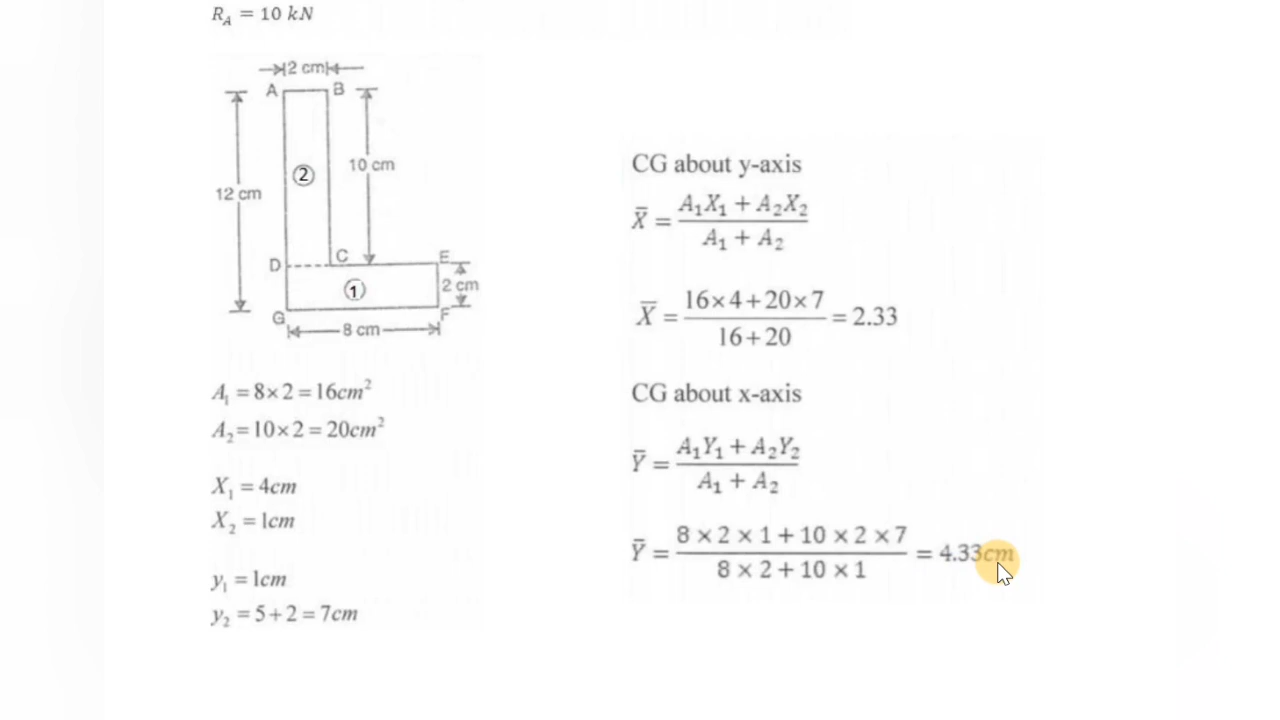 R_A = 10 kN
2 cm
A B
② 10 cm
12 cm
D C E
① 2 cm
G F
8 cm
A₁ = 8×2 = 16cm²
A₂ = 10×2 = 20cm²
X₁ = 4cm
X₂ = 1cm
y₁ = 1cm
y₂ = 5+2 = 7cm
CG about y-axis
X̄ = (A₁X₁ + A₂X₂) / (A₁ + A₂)
X̄ = (16×4+20×7) / (16+20) = 2.33
CG about x-axis
Ȳ = (A₁Y₁ + A₂Y₂) / (A₁ + A₂)
Ȳ = (8 × 2 × 1 + 10 × 2 × 7) / (8 × 2 + 10 × 1) = 4.33cm